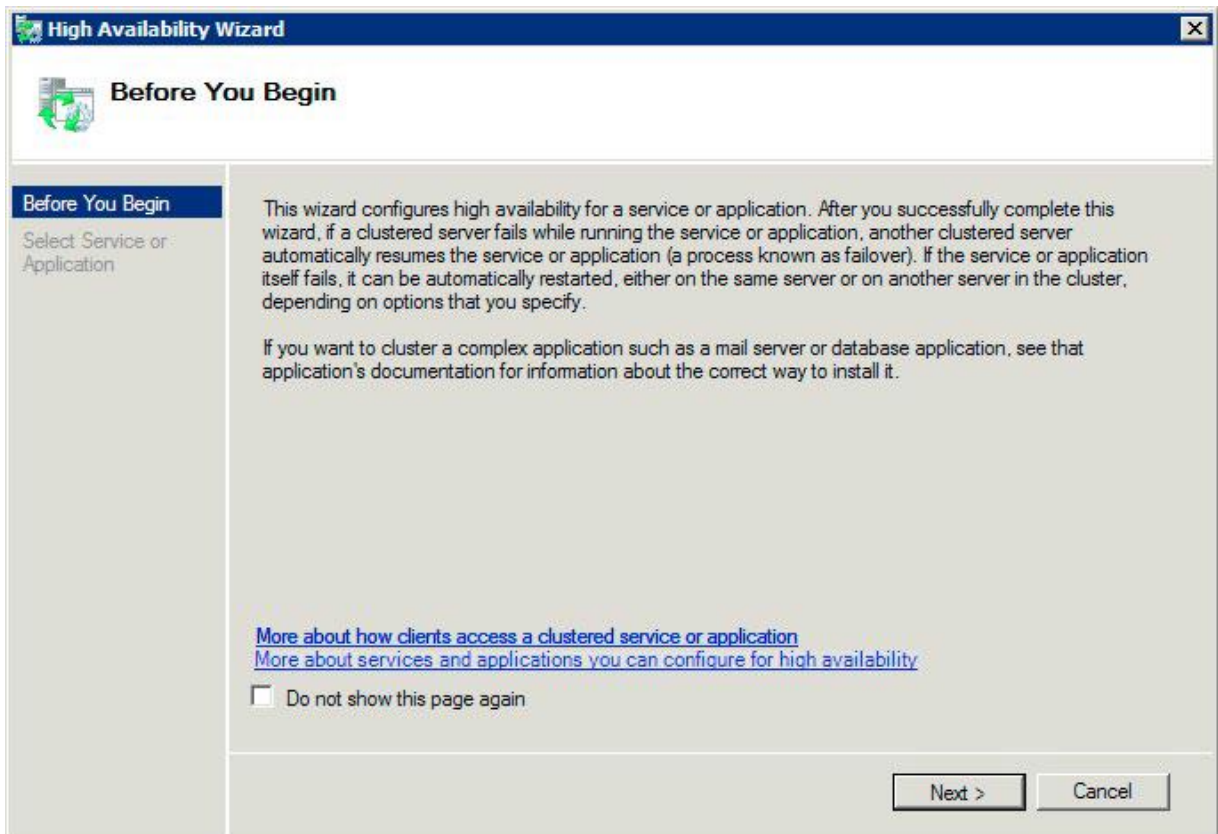 High Availability Wizard
Before You Begin
Before You Begin
Select Service or
Application
This wizard configures high availability for a service or application. After you successfully complete this
wizard, if a clustered server fails while running the service or application, another clustered server
automatically resumes the service or application (a process known as failover). If the service or application
itself fails, it can be automatically restarted, either on the same server or on another server in the cluster,
depending on options that you specify.
If you want to cluster a complex application such as a mail server or database application, see that
application's documentation for information about the correct way to install it.
More about how clients access a clustered service or application
More about services and applications you can configure for high availability
Do not show this page again
Next >
Cancel